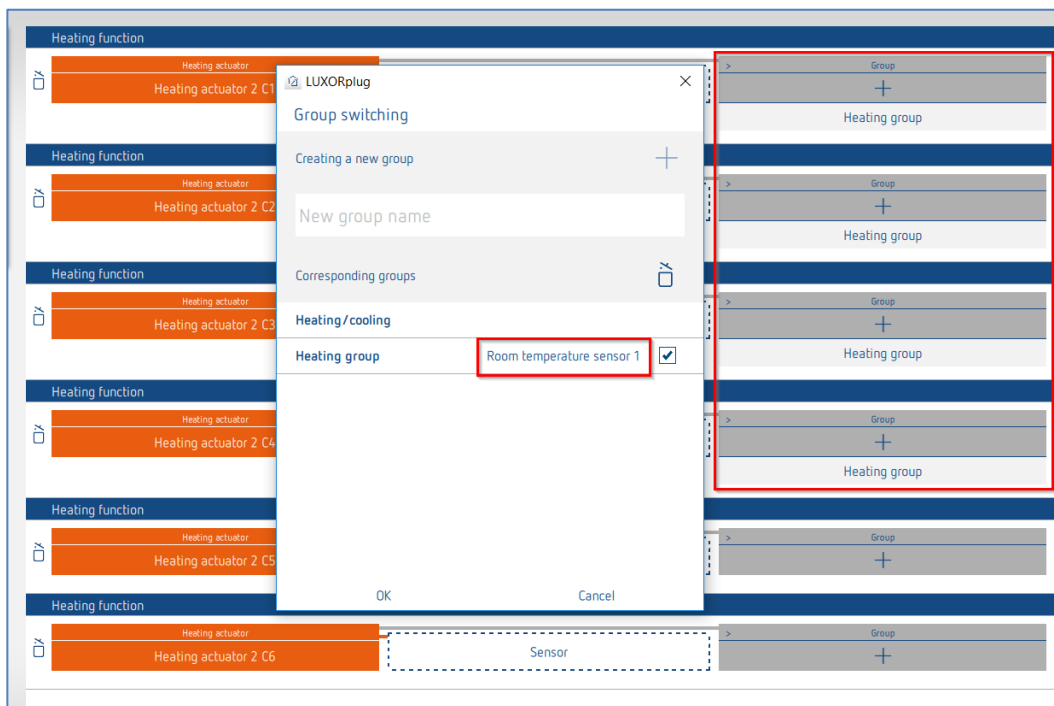 Heating function
Heating actuator
Heating actuator 2 C1
> Group
+
Heating group
Heating function
Heating actuator
Heating actuator 2 C2
> Group
+
Heating group
Heating function
Heating actuator
Heating actuator 2 C3
> Group
+
Heating group
Heating function
Heating actuator
Heating actuator 2 C4
> Group
+
Heating group
Heating function
Heating actuator
Heating actuator 2 C5
> Group
+
Heating function
Heating actuator
Heating actuator 2 C6
Sensor
> Group
+
LUXORplug
Group switching
Creating a new group
New group name
Corresponding groups
Heating/cooling
Heating group Room temperature sensor 1
OK Cancel